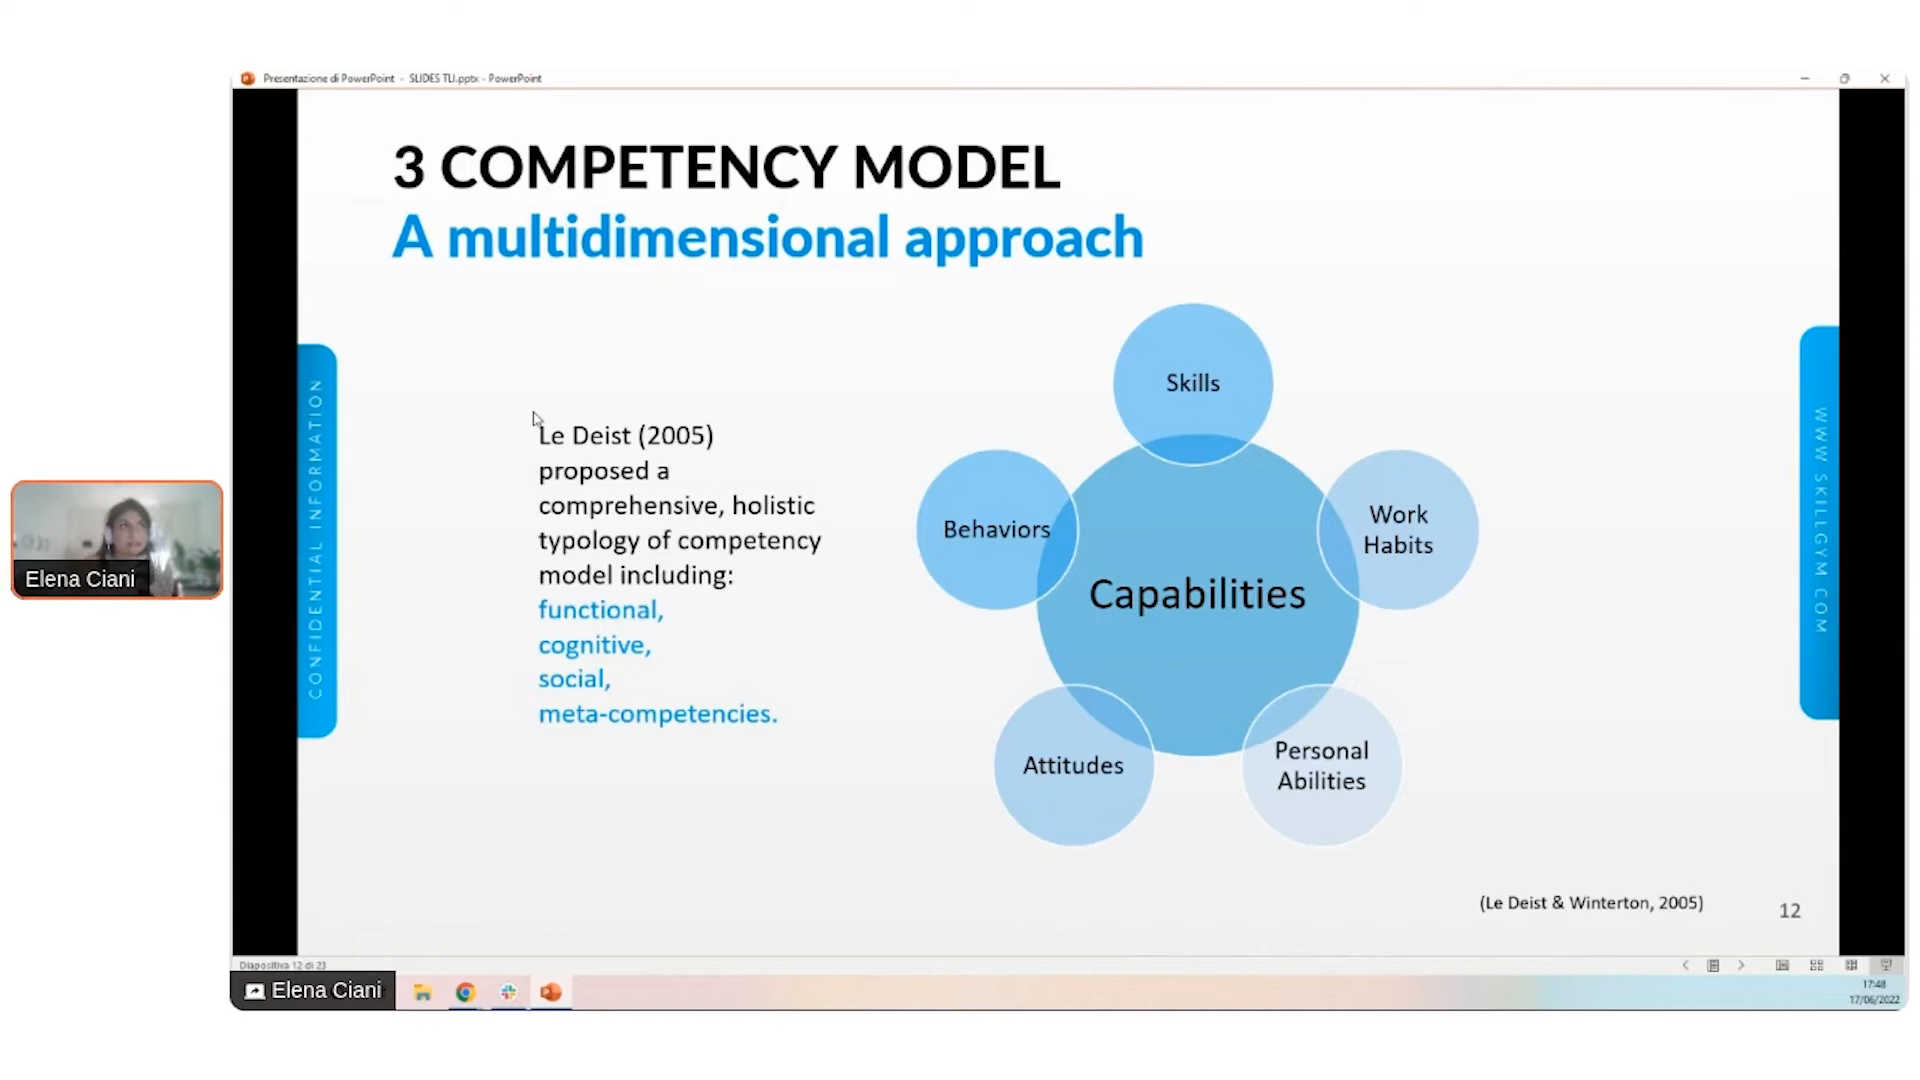 Presentazione di PowerPoint - SLIDES TLI.pptx - PowerPoint
3 COMPETENCY MODEL
A multidimensional approach
CONFIDENTIAL INFORMATION
Le Deist (2005)
proposed a
comprehensive, holistic
typology of competency
model including:
functional,
cognitive,
social,
meta-competencies.
Skills
Behaviors
Work
Habits
Capabilities
Attitudes
Personal
Abilities
WWW.SKILLGYM.COM
(Le Deist & Winterton, 2005)
12
Elena Ciani
Diapositiva 12 di 23
Elena Ciani
17:48
17/06/2022